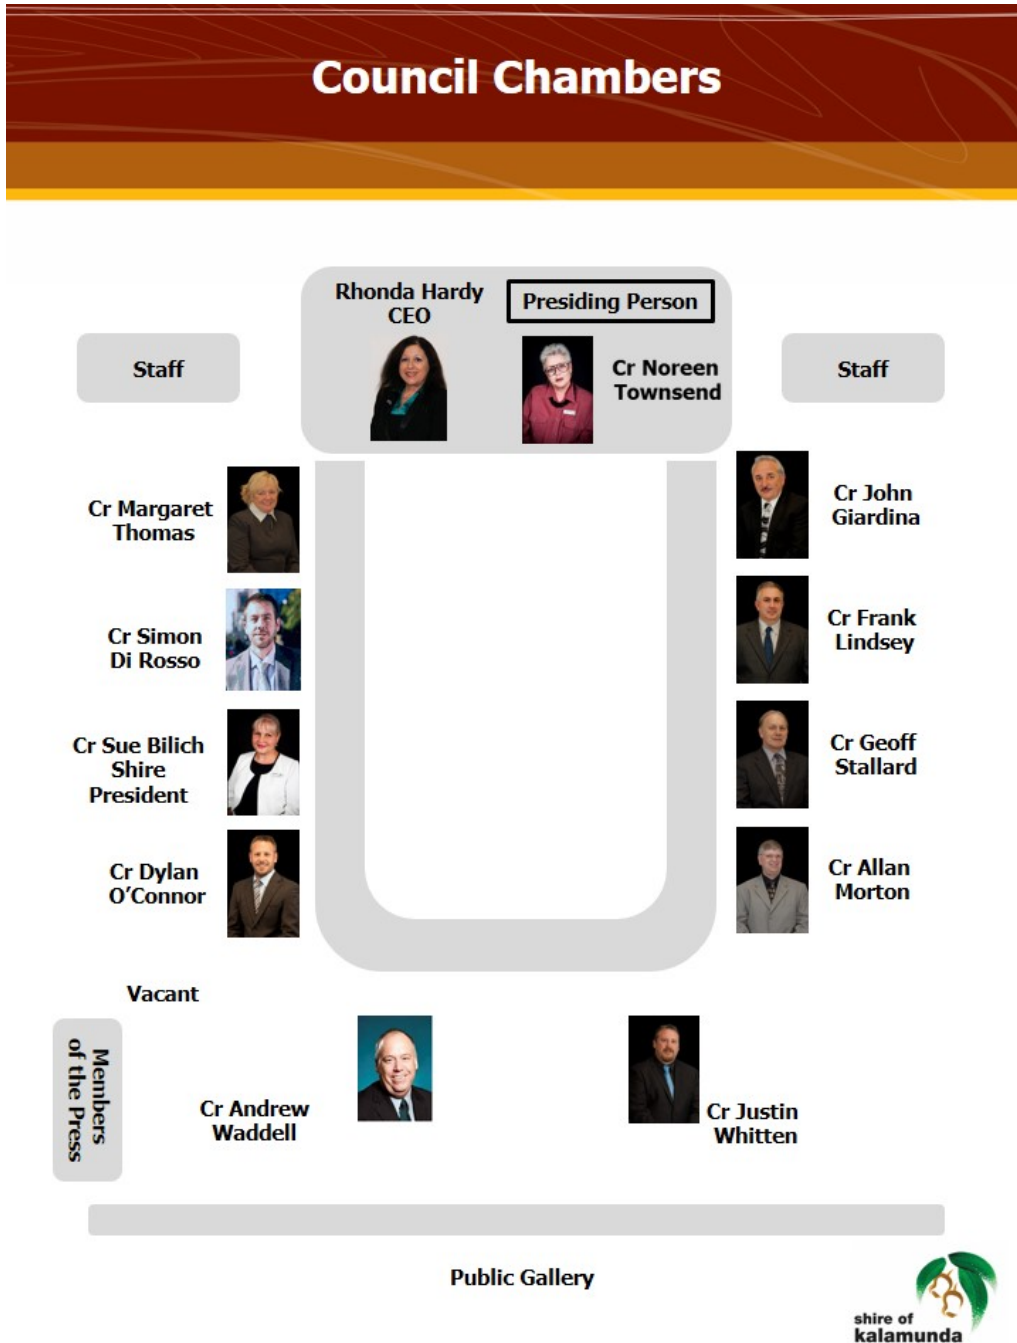 Council Chambers
Rhonda Hardy
CEO
Presiding Person
Staff
Cr Noreen
Townsend
Staff
Cr Margaret
Thomas
Cr John
Giardina
Cr Simon
Di Rosso
Cr Frank
Lindsey
Cr Sue Bilich
Shire
President
Cr Geoff
Stallard
Cr Dylan
O'Connor
Cr Allan
Morton
Vacant
Members
of the Press
Cr Andrew
Waddell
Cr Justin
Whitten
Public Gallery
shire of
kalamunda